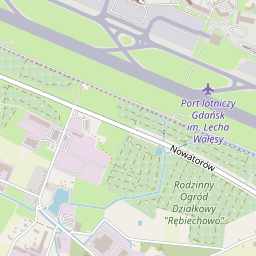 Port lotniczy
Gdańsk
im. Lecha
Wałęsy
Nowatorów
Rodzinny
Ogród
Działkowy
"Rębiechowo"